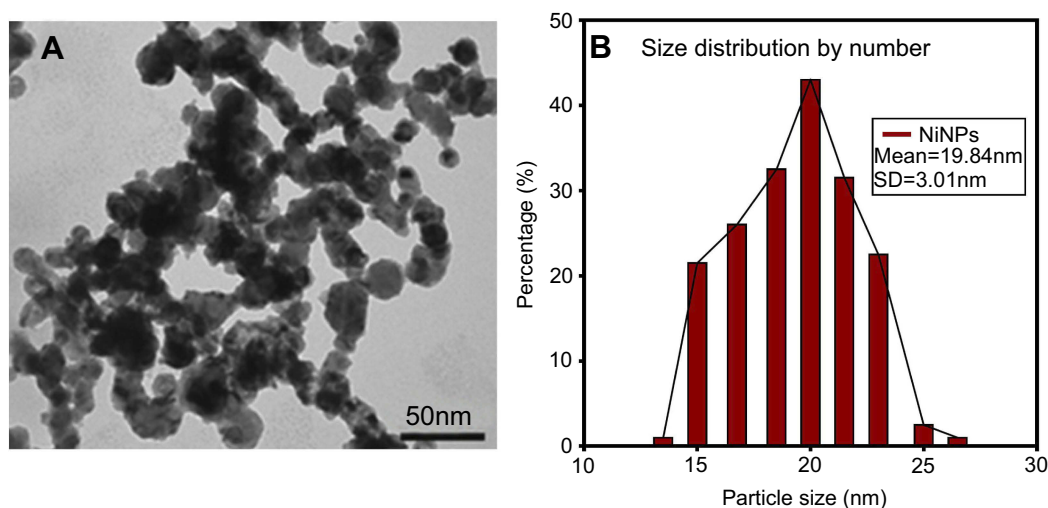 A
50nm
B
Size distribution by number
NiNPs
Mean=19.84nm
SD=3.01nm
Percentage (%)
50
40
30
20
10
0
10 15 20 25 30
Particle size (nm)